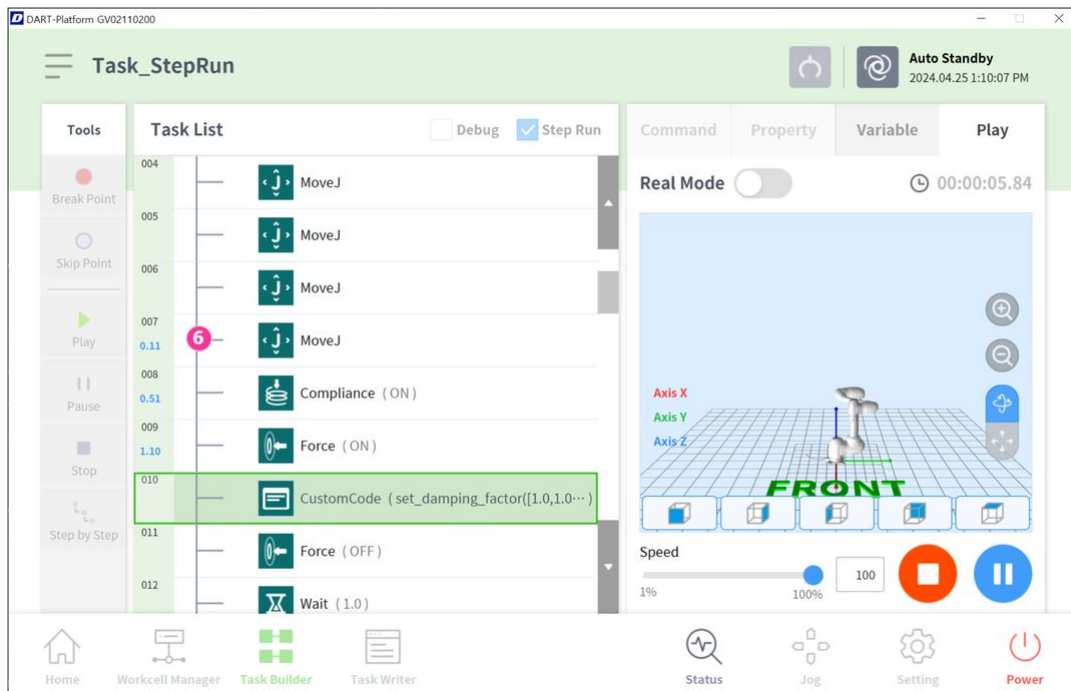 DART-Platform GV02110200
Task_StepRun
Auto Standby
2024.04.25 1:10:07 PM
Tools
Task List
Debug
Step Run
Command
Property
Variable
Play
Break Point
Skip Point
Play
Pause
Stop
Step by Step
004
MoveJ
005
MoveJ
006
MoveJ
007
0.11
6
MoveJ
008
0.51
Compliance (ON)
009
1.10
Force (ON)
010
CustomCode (set_damping_factor([1.0,1.0⋯)
011
Force (OFF)
012
Wait (1.0)
Real Mode
00:00:05.84
Axis X
Axis Y
Axis Z
FRONT
Speed
1%
100%
100
Home
Workcell Manager
Task Builder
Task Writer
Status
Jog
Setting
Power